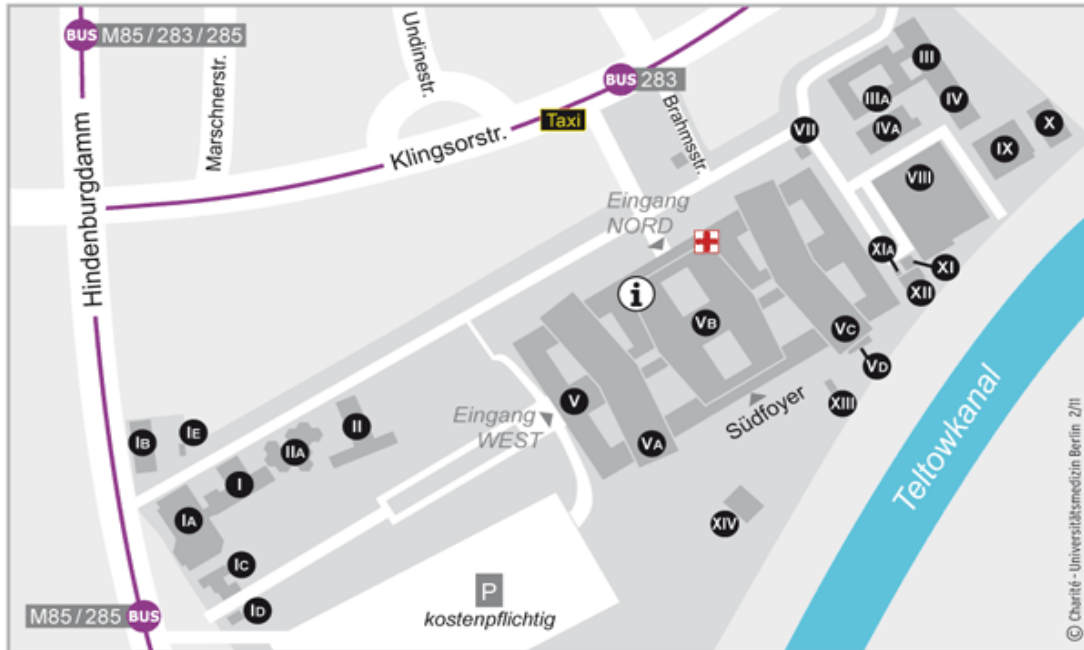 BUS M85/283/285
Marschnerstr.
Undinestr.
BUS 283
Brahmsstr.
Taxi
Klingsorstr.
Hindenburgdamm
III
IIIA
IV
IVA
VII
X
IX
VIII
Eingang
NORD
XIA
XI
XII
i
VB
VC
VD
XIII
Südfoyer
V
VA
Eingang
WEST
XIV
IB
IE
II
IIA
I
IA
IC
ID
P
kostenpflichtig
M85/285 BUS
Teltowkanal
© Charité - Universitätsmedizin Berlin 2/11